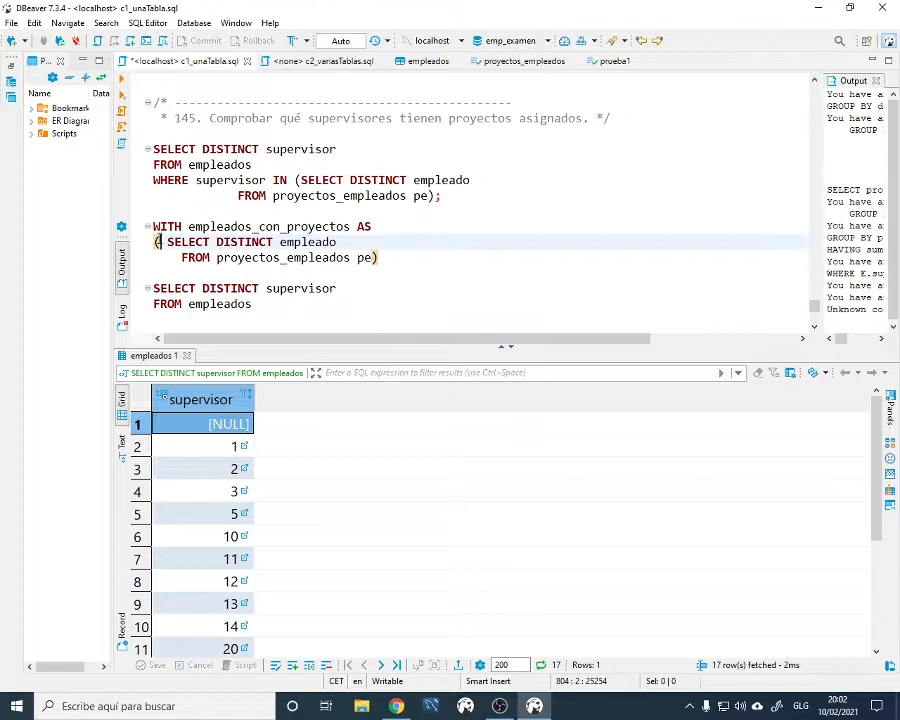 DBeaver 7.3.4 - <localhost> c1_unaTabla.sql
File Edit Navigate Search SQL Editor Database Window Help
Commit Rollback Auto localhost emp_examen
P... *<localhost> c1_unaTabla.sql <none> c2_variasTablas.sql empleados proyectos_empleados prueba1 Output
Name Data
Bookmark
ER Diagra
Scripts
/* ------------------------------------------------
* 145. Comprobar qué supervisores tienen proyectos asignados. */
SELECT DISTINCT supervisor
FROM empleados
WHERE supervisor IN (SELECT DISTINCT empleado
FROM proyectos_empleados pe);
WITH empleados_con_proyectos AS
( SELECT DISTINCT empleado
FROM proyectos_empleados pe)
SELECT DISTINCT supervisor
FROM empleados
Output
Log
You have a
GROUP BY d
You have a
GROUP
SELECT pro
You have a
GROUP
You have a
GROUP BY p
HAVING sum
You have a
WHERE E.su
You have a
You have a
Unknown co
empleados 1
SELECT DISTINCT supervisor FROM empleados Enter a SQL expression to filter results (use Ctrl+Space)
Grid
Text
Record
Panels
supervisor
1 [NULL]
2 1
3 2
4 3
5 5
6 10
7 11
8 12
9 13
10 14
11 20
Save Cancel Script 200 17 Rows: 1 17 row(s) fetched - 2ms
CET en Writable Smart Insert 804 : 2 : 25254 Sel: 0 | 0
Escribe aquí para buscar
GLG
20:02
10/02/2021